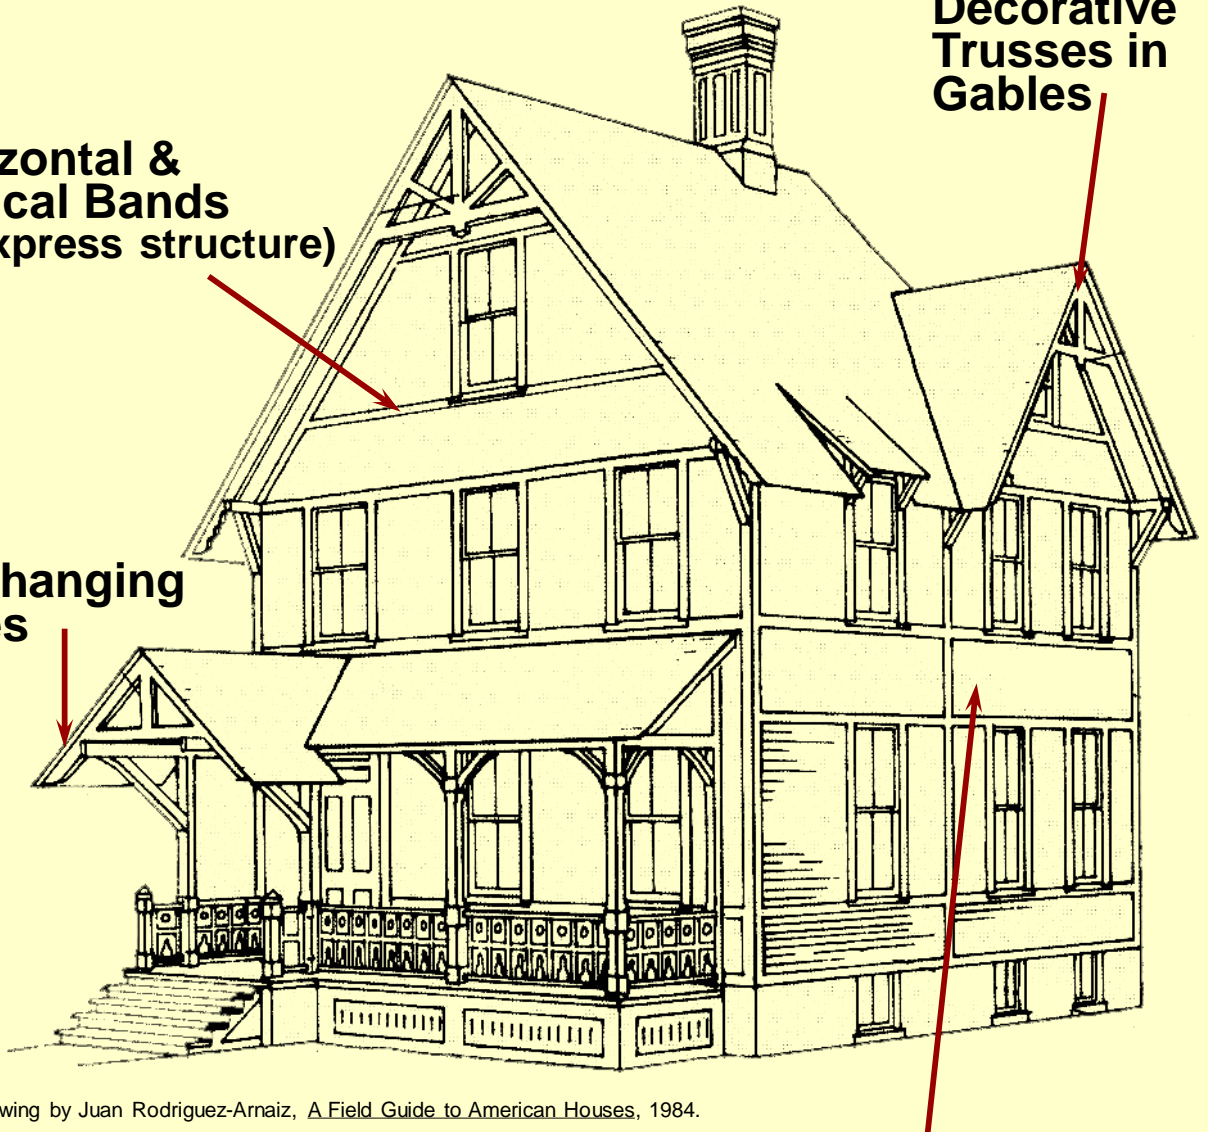 Decorative
Trusses in
Gables
zontal &
ical Bands
xpress structure)
hanging
es
wing by Juan Rodriguez-Arnaiz, A Field Guide to American Houses, 1984.